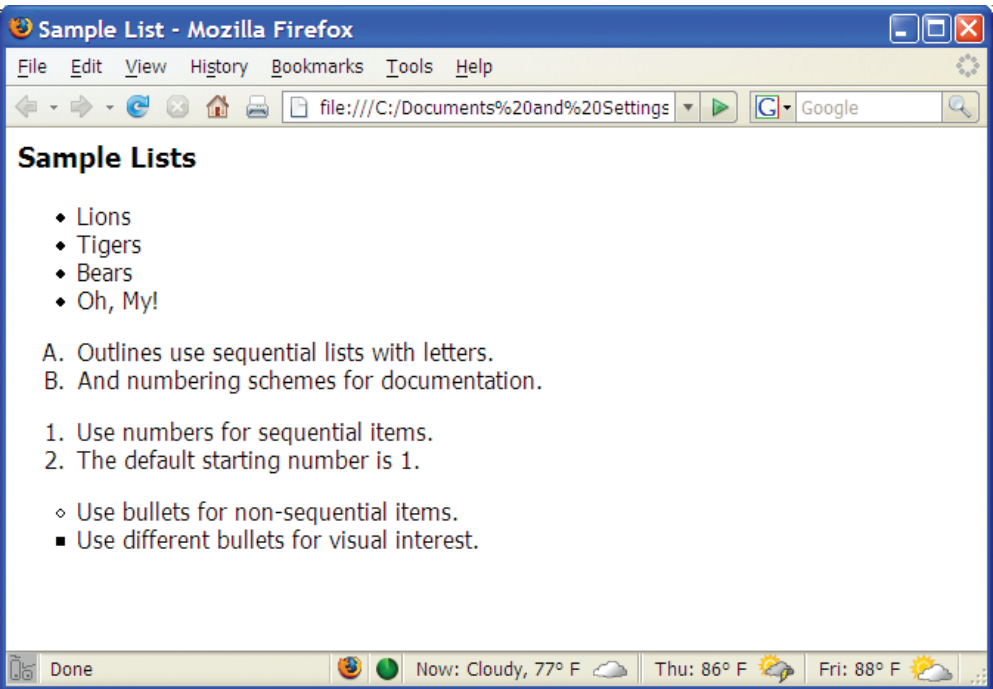 Sample List - Mozilla Firefox
File Edit View History Bookmarks Tools Help
file:///C:/Documents%20and%20Settings G Google
Sample Lists
• Lions
• Tigers
• Bears
• Oh, My!
A. Outlines use sequential lists with letters.
B. And numbering schemes for documentation.
1. Use numbers for sequential items.
2. The default starting number is 1.
◦ Use bullets for non-sequential items.
▪ Use different bullets for visual interest.
Done Now: Cloudy, 77° F Thu: 86° F Fri: 88° F